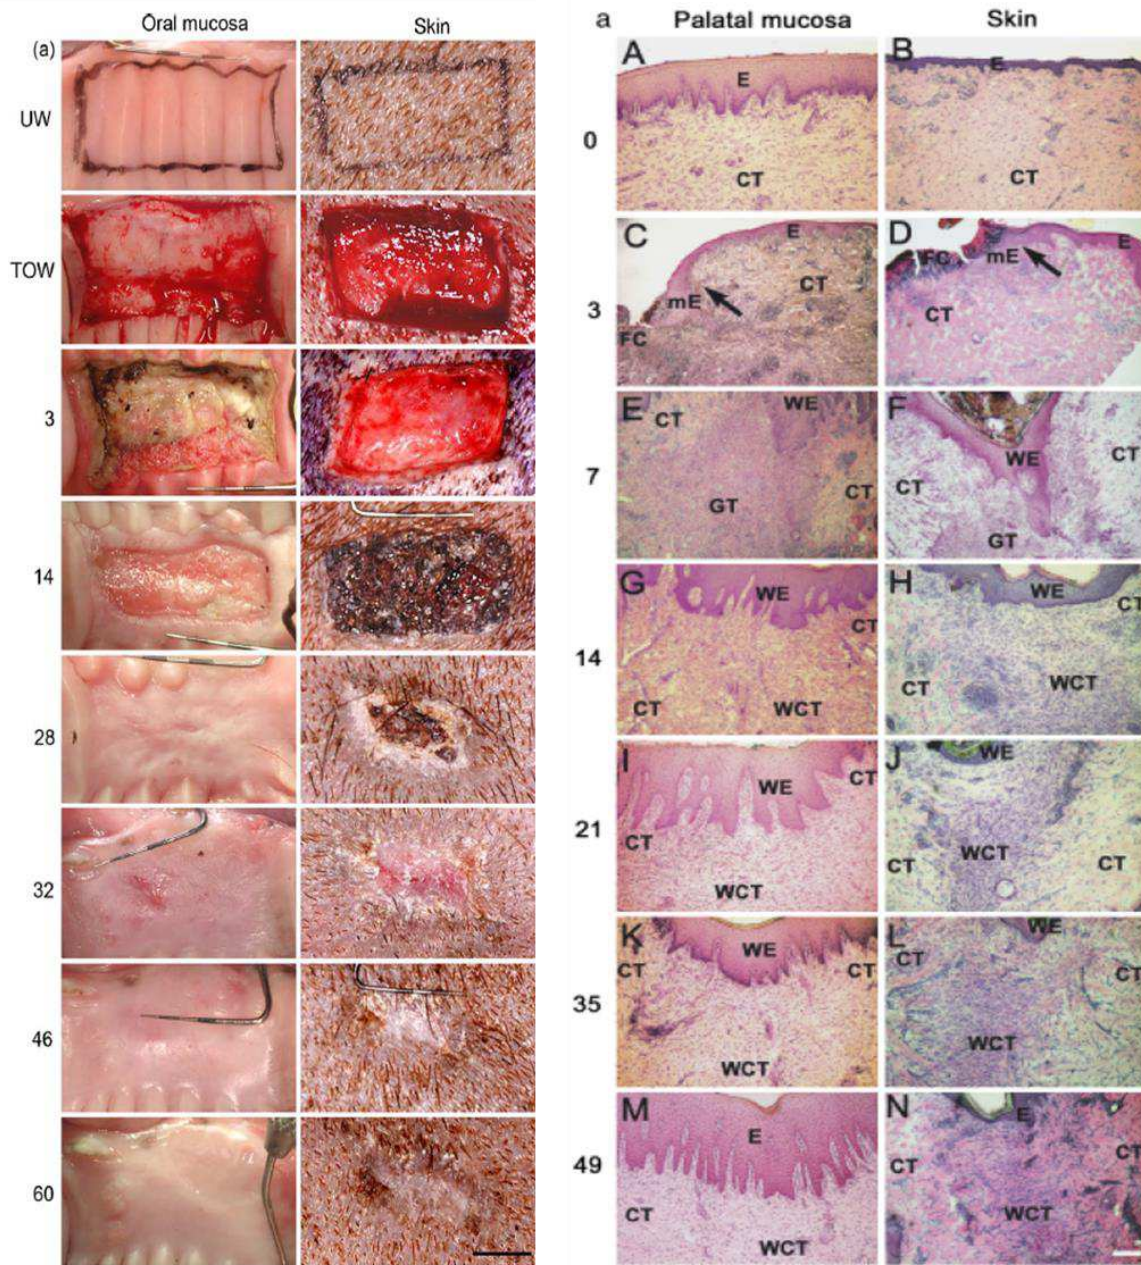 Oral mucosa Skin
(a)
UW
TOW
3
14
28
32
46
60
a Palatal mucosa Skin
0
A E CT
B E CT
3
C E CT mE FC
D E FC mE CT
7
E CT WE GT CT
F WE CT CT GT
14
G WE CT CT WCT
H WE CT CT WCT
21
I WE CT CT WCT
J WE WCT CT CT
35
K WE CT CT WCT
L WE CT CT WCT
49
M E CT WCT
N E CT CT WCT